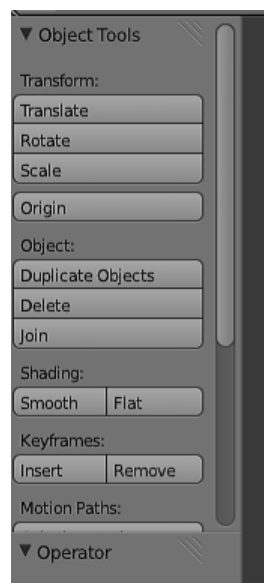 Object Tools
Transform:
Translate
Rotate
Scale
Origin
Object:
Duplicate Objects
Delete
Join
Shading:
Smooth Flat
Keyframes:
Insert Remove
Motion Paths:
Operator